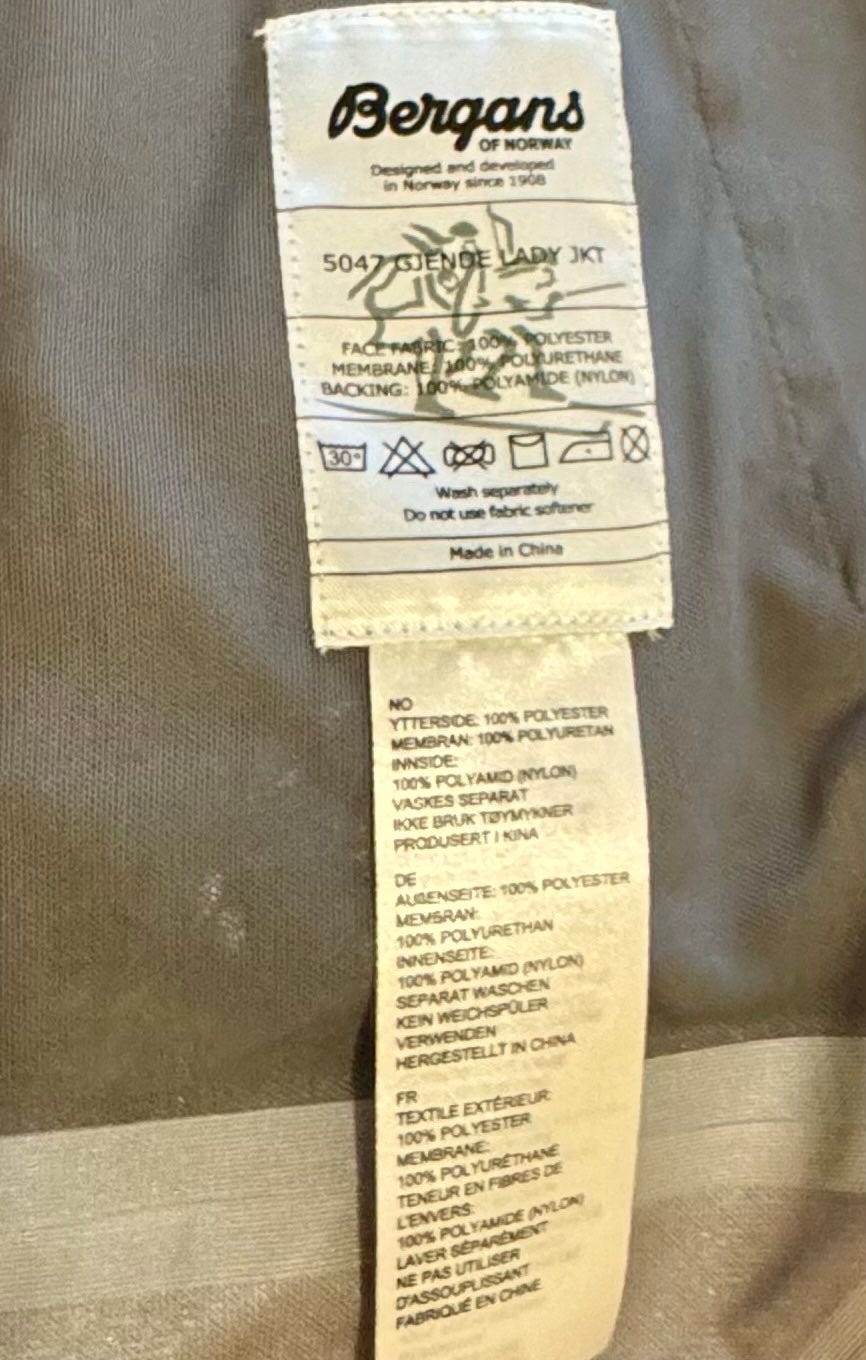 Bergans
OF NORWAY
Designed and developed
in Norway since 1908
5047 GJENDE LADY JKT
FACE FABRIC: 100% POLYESTER
MEMBRANE: 100% POLYURETHANE
BACKING: 100% POLYAMIDE (NYLON)
30°
Wash separately
Do not use fabric softener
Made in China
NO
YTTERSIDE: 100% POLYESTER
MEMBRAN: 100% POLYURETAN
INNSIDE:
100% POLYAMID (NYLON)
VASKES SEPARAT
IKKE BRUK TØYMYKNER
PRODUSERT I KINA
DE
AUßENSEITE: 100% POLYESTER
MEMBRAN:
100% POLYURETHAN
INNENSEITE:
100% POLYAMID (NYLON)
SEPARAT WASCHEN
KEIN WEICHSPÜLER
VERWENDEN
HERGESTELLT IN CHINA
FR
TEXTILE EXTÉRIEUR:
100% POLYESTER
MEMBRANE:
100% POLYURÉTHANE
TENEUR EN FIBRES DE
L'ENVERS:
100% POLYAMIDE (NYLON)
LAVER SÉPARÉMENT
NE PAS UTILISER
D'ASSOUPLISSANT
FABRIQUÉ EN CHINE